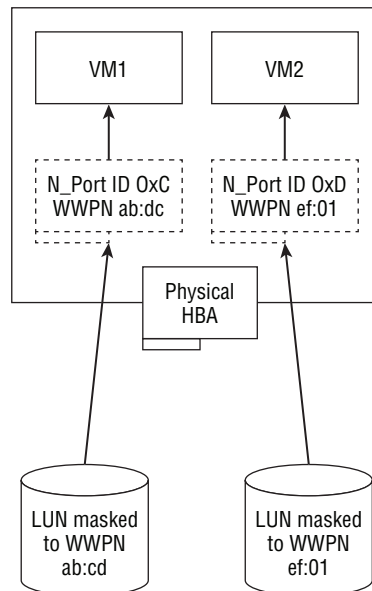 VM1
VM2
N_Port ID OxC
WWPN ab:dc
N_Port ID OxD
WWPN ef:01
Physical
HBA
LUN masked
to WWPN
ab:cd
LUN masked
to WWPN
ef:01